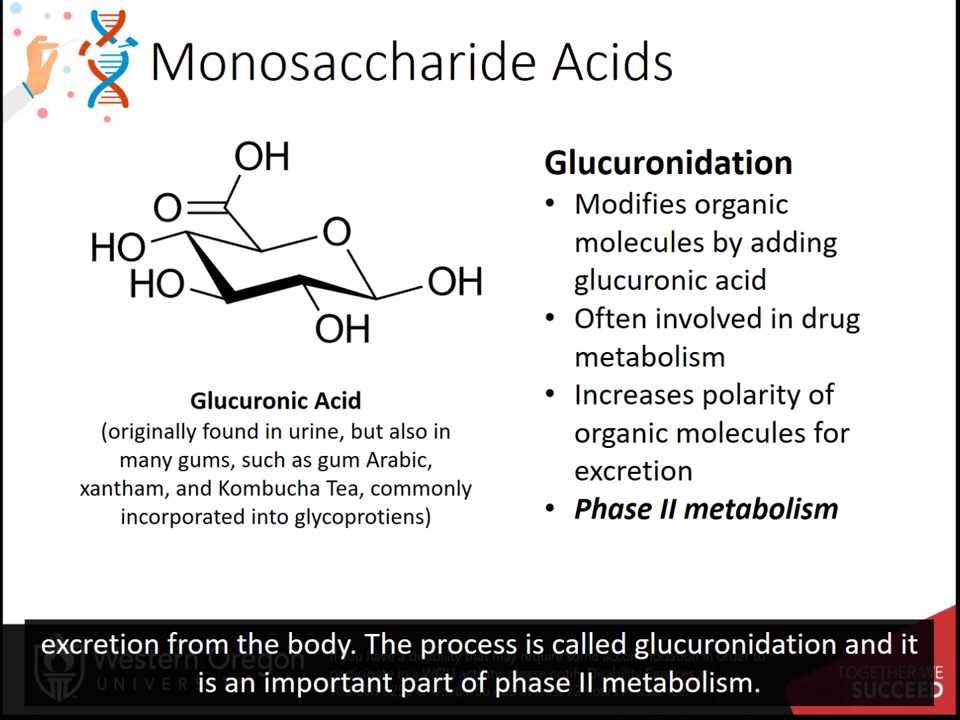 Monosaccharide Acids
OH
O
O
HO
HO
OH
OH
Glucuronic Acid
(originally found in urine, but also in
many gums, such as gum Arabic,
xantham, and Kombucha Tea, commonly
incorporated into glycoprotiens)
Glucuronidation
• Modifies organic
molecules by adding
glucuronic acid
• Often involved in drug
metabolism
• Increases polarity of
organic molecules for
excretion
• Phase II metabolism
excretion from the body. The process is called glucuronidation and it
is an important part of phase II metabolism.
Western Oregon
UNIVERSITY
TOGETHER WE
SUCCEED